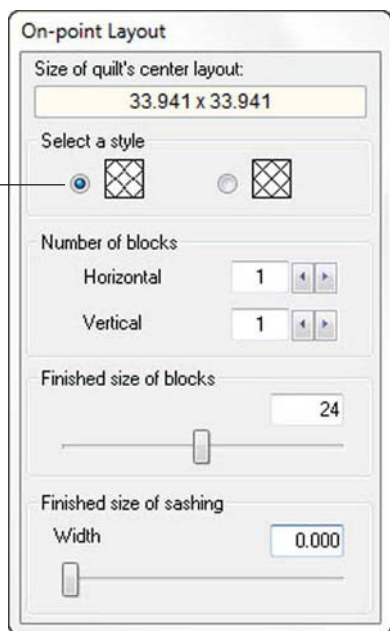 On-point Layout
Size of quilt's center layout:
33.941 x 33.941
Select a style
Number of blocks
Horizontal 1
Vertical 1
Finished size of blocks
24
Finished size of sashing
Width 0.000